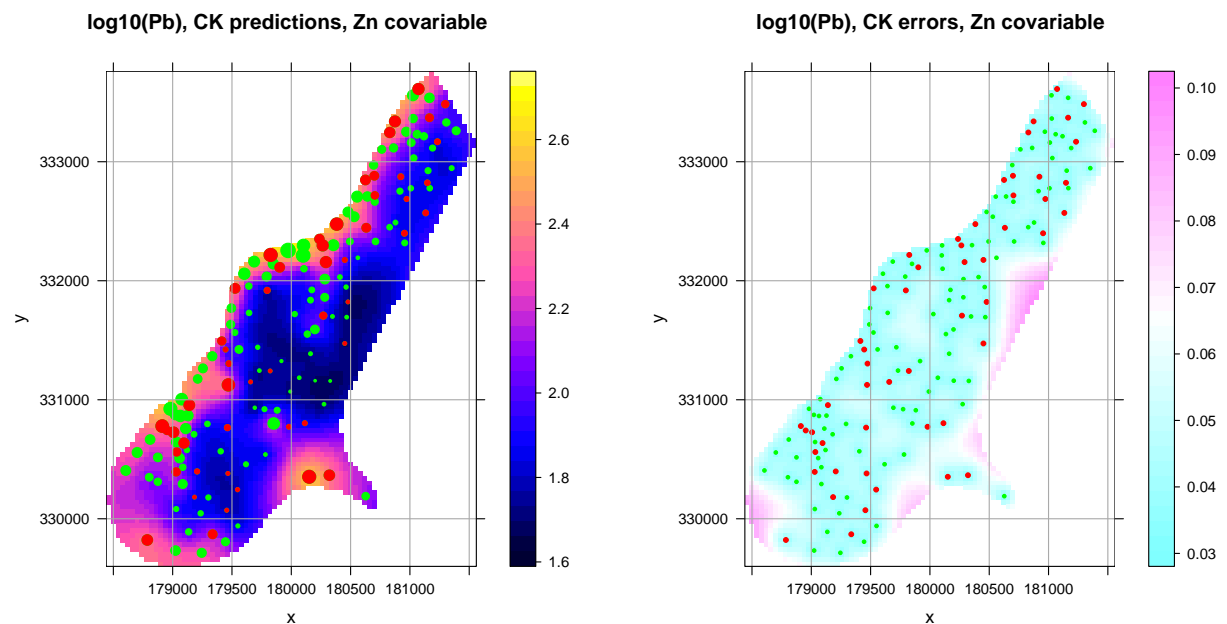 log10(Pb), CK predictions, Zn covariable
333000
332000
331000
330000
y
179000 179500 180000 180500 181000
x
2.6
2.4
2.2
2.0
1.8
1.6
log10(Pb), CK errors, Zn covariable
333000
332000
331000
330000
y
179000 179500 180000 180500 181000
x
0.10
0.09
0.08
0.07
0.06
0.05
0.04
0.03